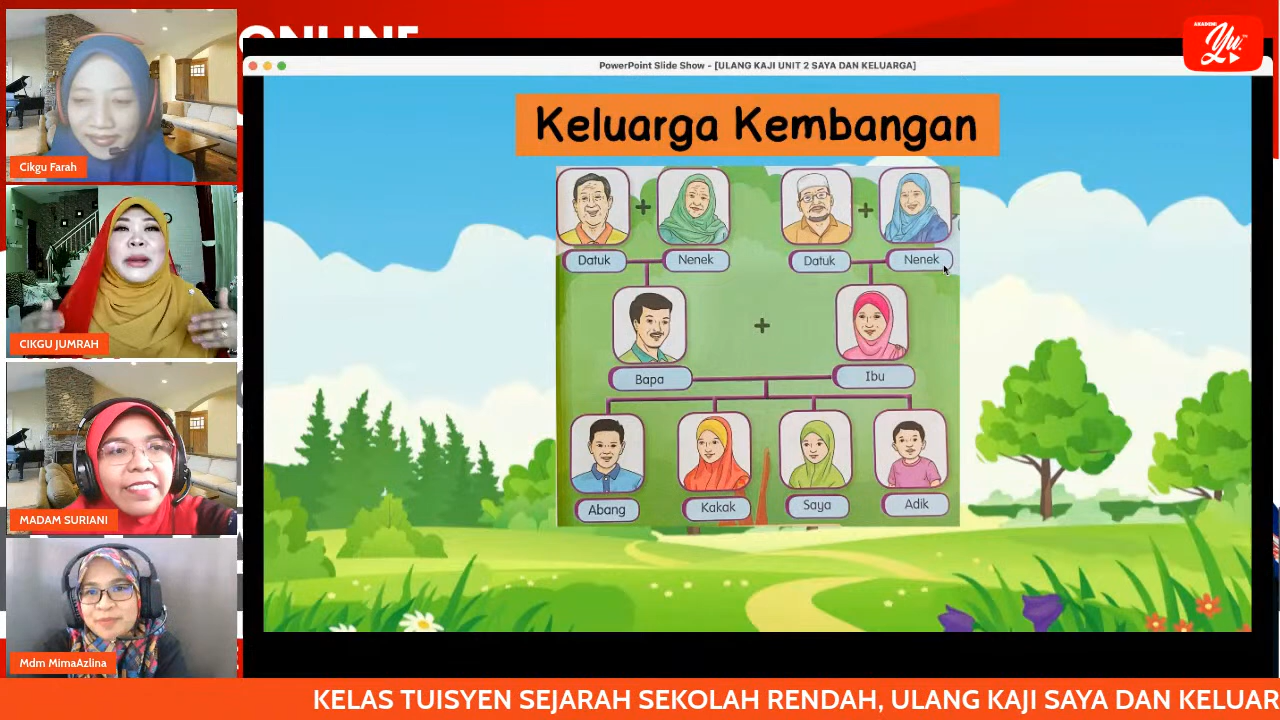 ONLINE
AKADEMI
Yu.
PowerPoint Slide Show - [ULANG KAJI UNIT 2 SAYA DAN KELUARGA]
Keluarga Kembangan
Datuk
Nenek
Datuk
Nenek
Bapa
Ibu
Abang
Kakak
Saya
Adik
Cikgu Farah
CIKGU JUMRAH
MADAM SURIANI
Mdm MimaAzlina
KELAS TUISYEN SEJARAH SEKOLAH RENDAH, ULANG KAJI SAYA DAN KELUAR